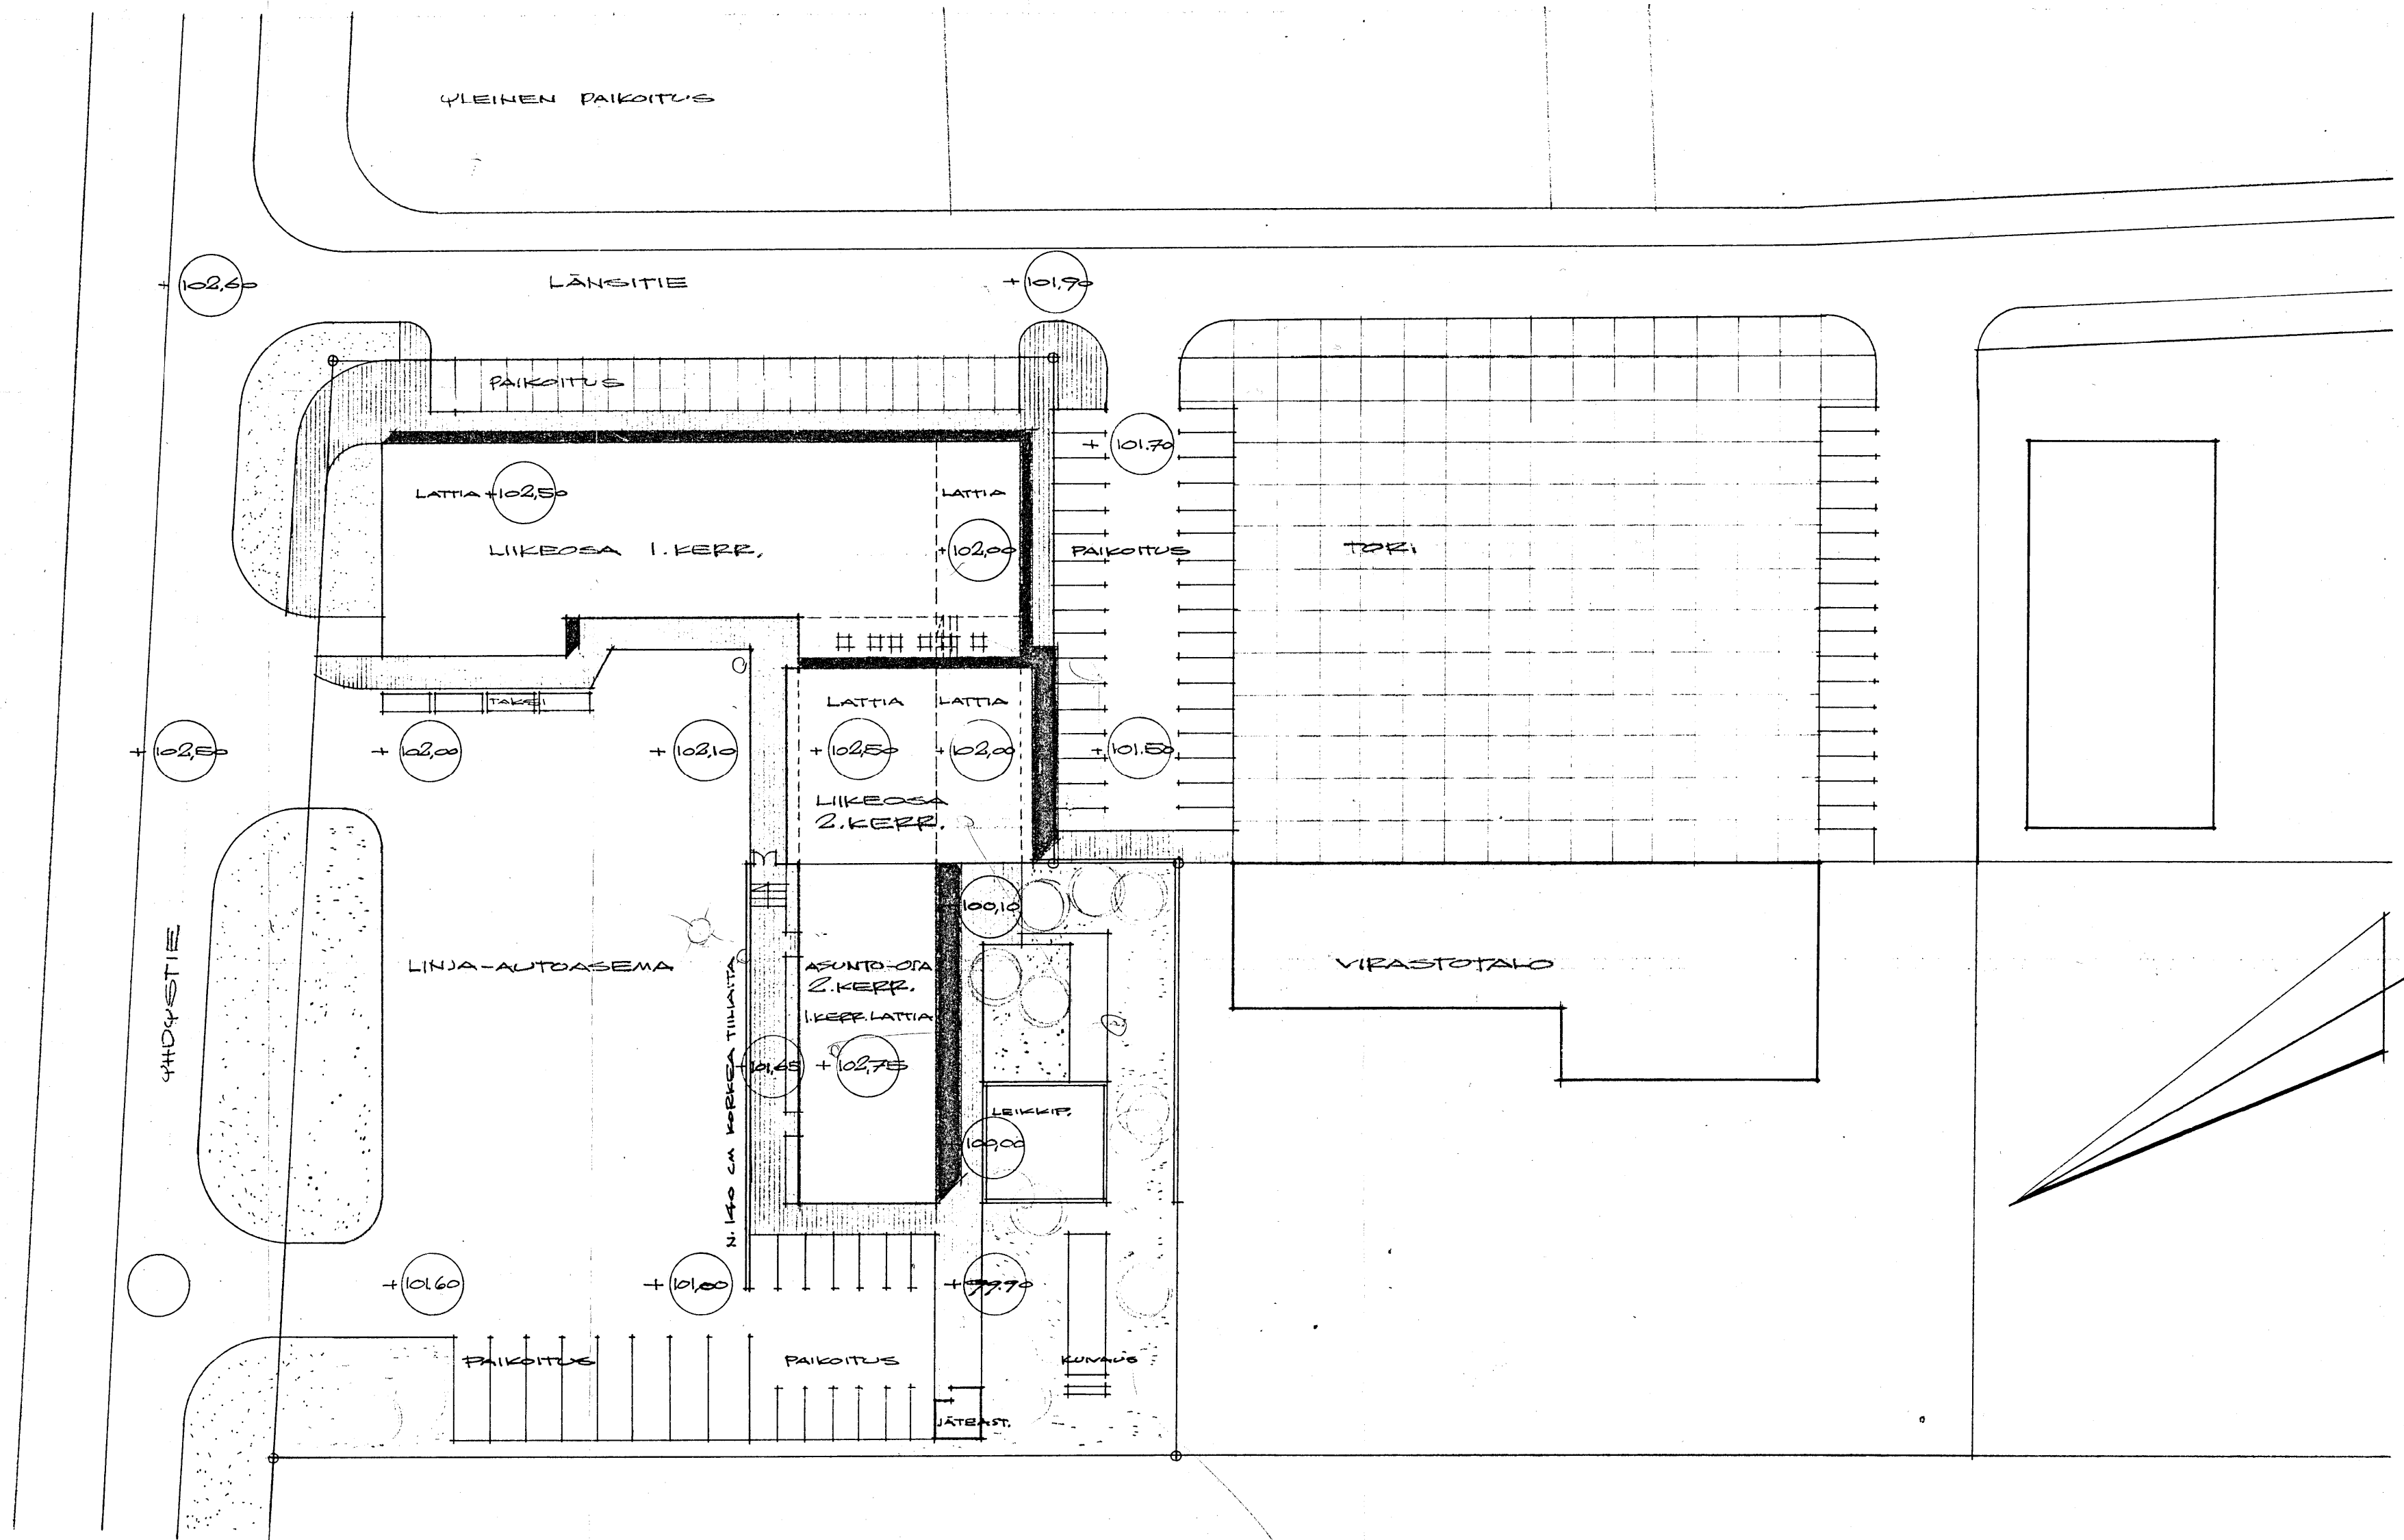 YLEINEN PAIKOITUS
LÄNSITIE
+102,60
+101,90
PAIKOITUS
+101.70
LATTIA +102,50
LATTIA
+102,00
LIIKEOSA 1. KERR.
PAIKOITUS
TORI
TAKSI
LATTIA
LATTIA
+102,50
+102,00
+102,10
+102,50
+102,00
+101.50
LIIKEOSA
2. KERR.
100,10
YHDYSTIE
LINJA-AUTOASEMA
N. 140 CM KORKEA TIILIAITA
ASUNTO-OSA
2. KERR.
1. KERR. LATTIA
+101,65
+102,75
VIRASTOTALO
LEIKKIP.
100,00
+101.60
+99.90
PAIKOITUS
PAIKOITUS
KUIVAUS
JÄTEAST.